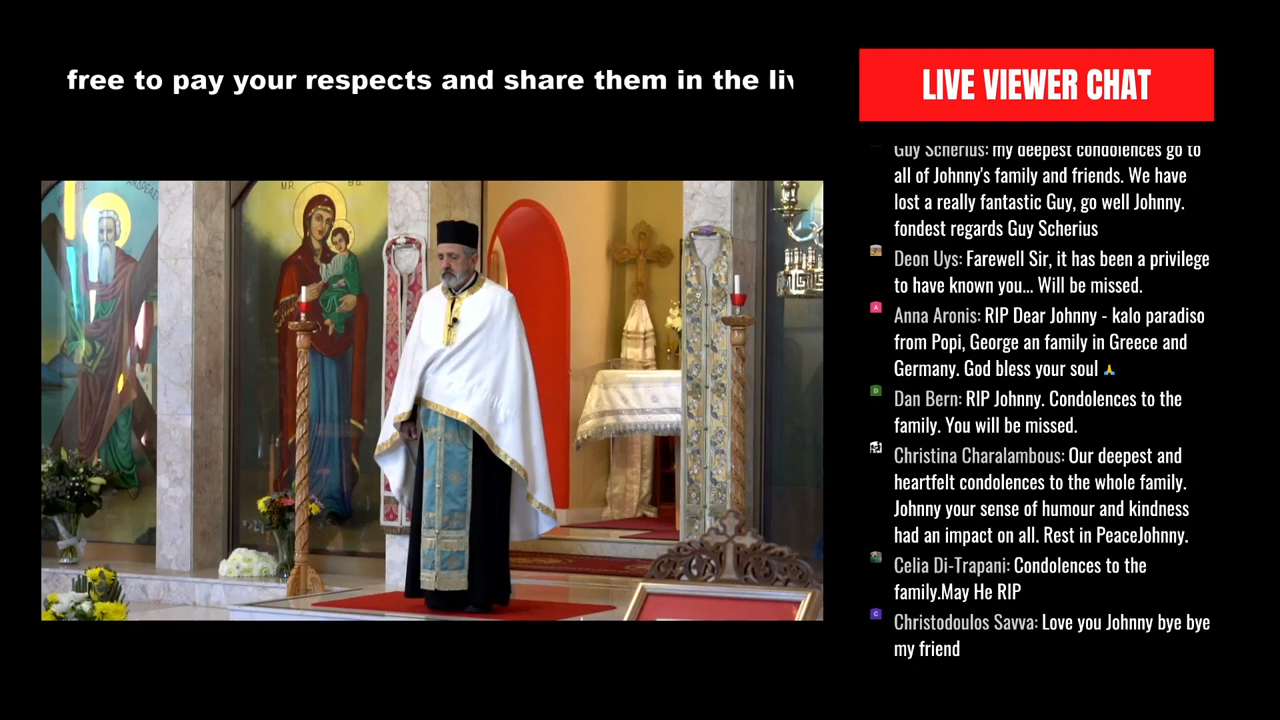 free to pay your respects and share them in the liv
LIVE VIEWER CHAT
ΑΝΔΡΕΑΣ
ΜΡ. ΘΟ.
Guy Scherius: my deepest condolences go to
all of Johnny's family and friends. We have
lost a really fantastic Guy, go well Johnny.
fondest regards Guy Scherius
Deon Uys: Farewell Sir, it has been a privilege
to have known you... Will be missed.
A
Anna Aronis: RIP Dear Johnny - kalo paradiso
from Popi, George an family in Greece and
Germany. God bless your soul 🙏
D
Dan Bern: RIP Johnny. Condolences to the
family. You will be missed.
Christina Charalambous: Our deepest and
heartfelt condolences to the whole family.
Johnny your sense of humour and kindness
had an impact on all. Rest in PeaceJohnny.
Celia Di-Trapani: Condolences to the
family.May He RIP
C
Christodoulos Savva: Love you Johnny bye bye
my friend